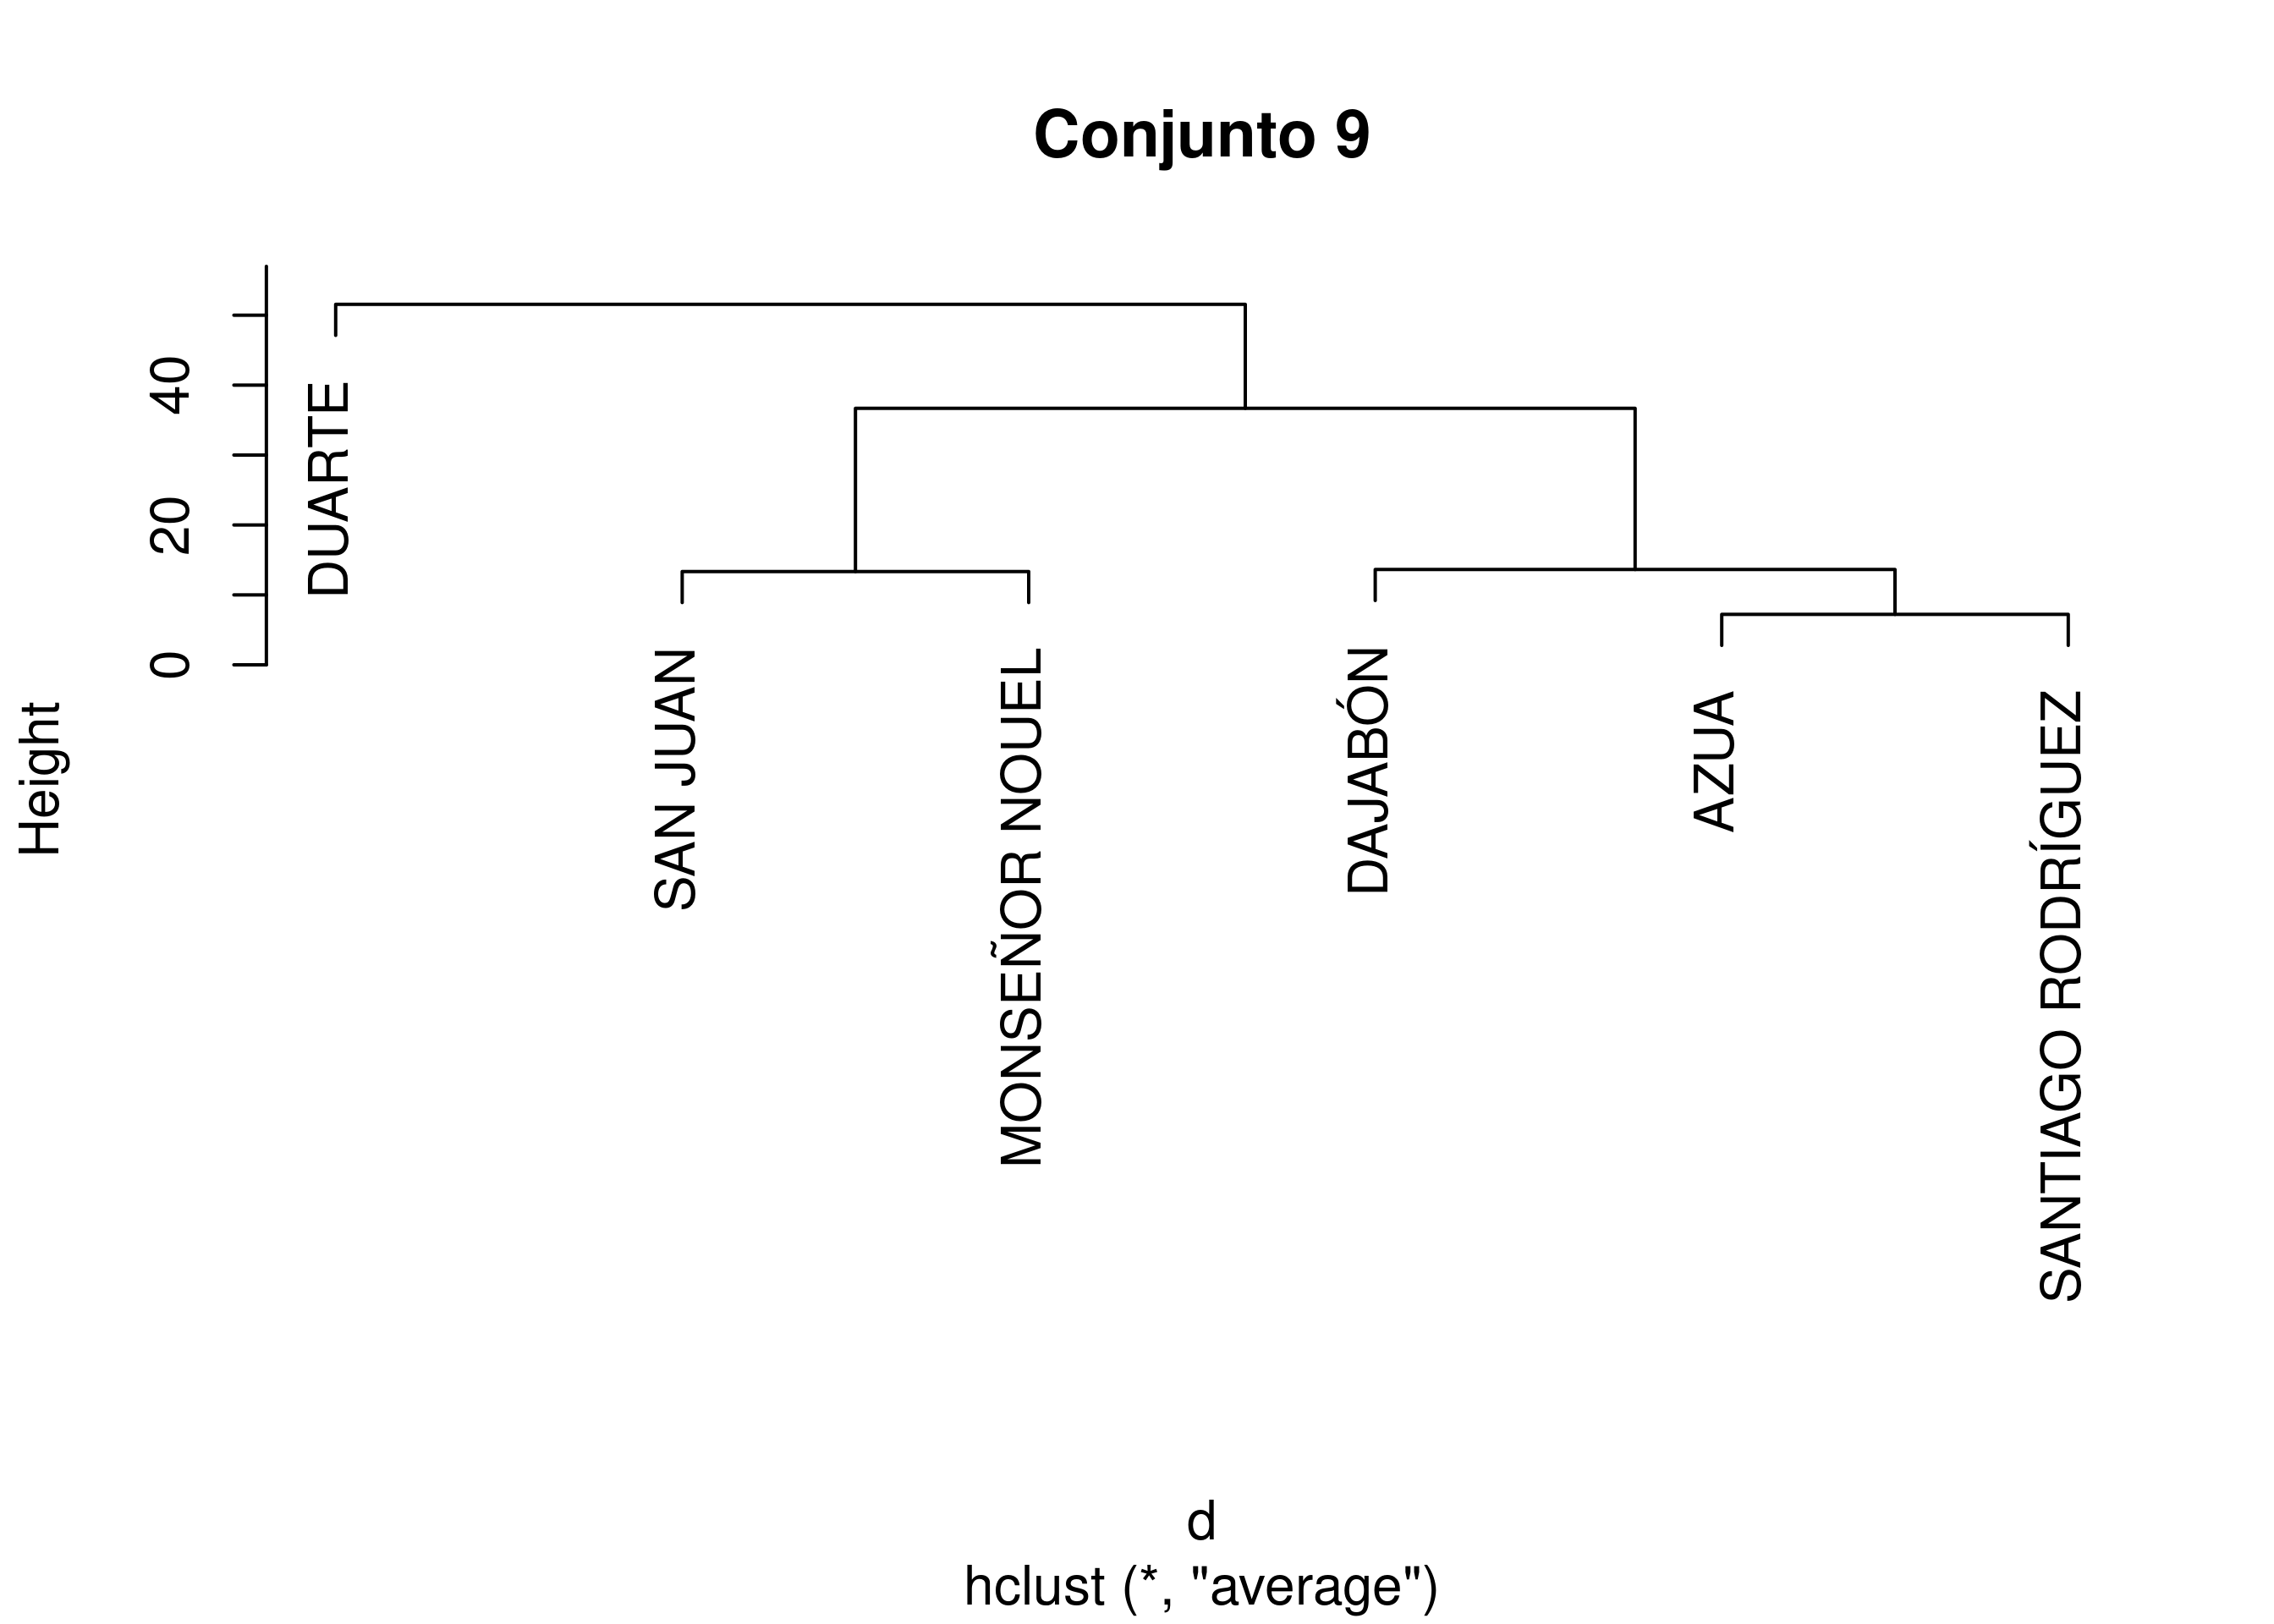 Conjunto 9
Height
0 20 40
DUARTE
SAN JUAN
MONSEÑOR NOUEL
DAJABÓN
AZUA
SANTIAGO RODRÍGUEZ
d
hclust (*, "average")